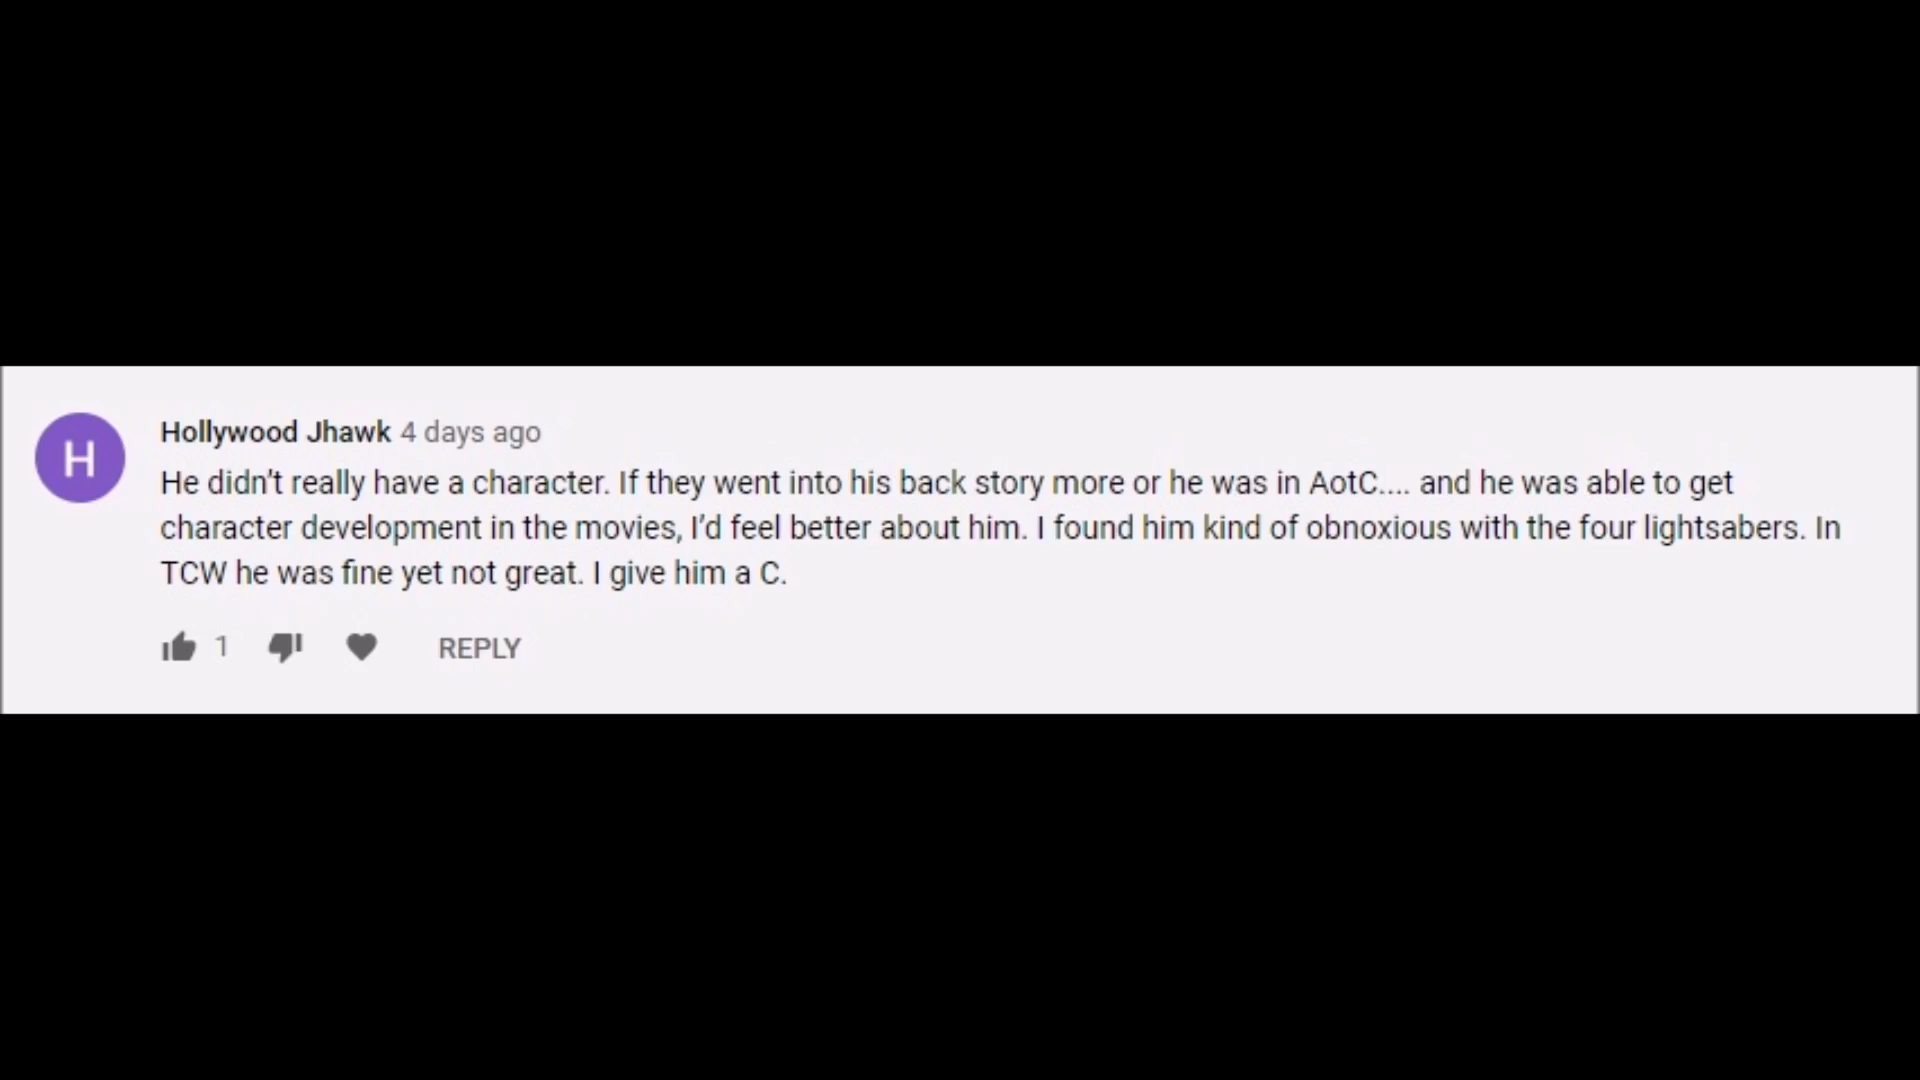 H
Hollywood Jhawk 4 days ago
He didn't really have a character. If they went into his back story more or he was in AotC.... and he was able to get
character development in the movies, I'd feel better about him. I found him kind of obnoxious with the four lightsabers. In
TCW he was fine yet not great. I give him a C.
1 REPLY